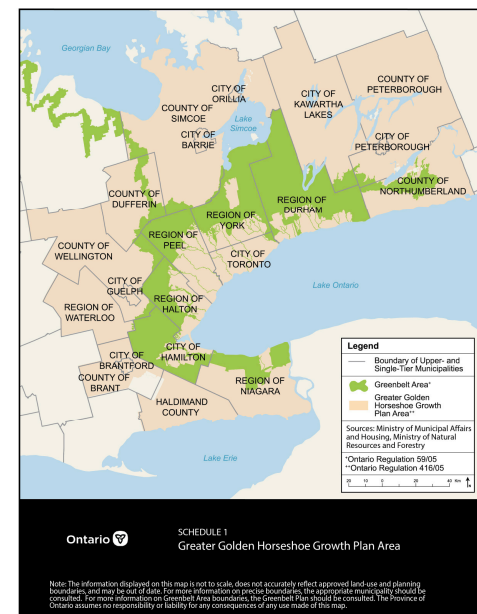 Georgian Bay
CITY OF
ORILLIA
COUNTY OF
SIMCOE
Lake
Simcoe
CITY OF
BARRIE
CITY OF
KAWARTHA
LAKES
COUNTY OF
PETERBOROUGH
CITY OF
PETERBOROUGH
COUNTY OF
NORTHUMBERLAND
COUNTY OF
DUFFERIN
REGION OF
DURHAM
REGION OF
YORK
REGION OF
PEEL
CITY OF
TORONTO
COUNTY OF
WELLINGTON
CITY OF
GUELPH
Lake Ontario
REGION OF
HALTON
REGION OF
WATERLOO
CITY OF
HAMILTON
CITY OF
BRANTFORD
COUNTY OF
BRANT
REGION OF
NIAGARA
HALDIMAND
COUNTY
Lake Erie
Legend
Boundary of Upper- and
Single-Tier Municipalities
Greenbelt Area*
Greater Golden
Horseshoe Growth
Plan Area**
Sources: Ministry of Municipal Affairs
and Housing, Ministry of Natural
Resources and Forestry
*Ontario Regulation 59/05
**Ontario Regulation 416/05
20 10 0 20 40 Km
N
Ontario
SCHEDULE 1
Greater Golden Horseshoe Growth Plan Area
Note: The information displayed on this map is not to scale, does not accurately reflect approved land-use and planning
boundaries, and may be out of date. For more information on precise boundaries, the appropriate municipality should be
consulted. For more information on Greenbelt Area boundaries, the Greenbelt Plan should be consulted. The Province of
Ontario assumes no responsibility or liability for any consequences of any use made of this map.